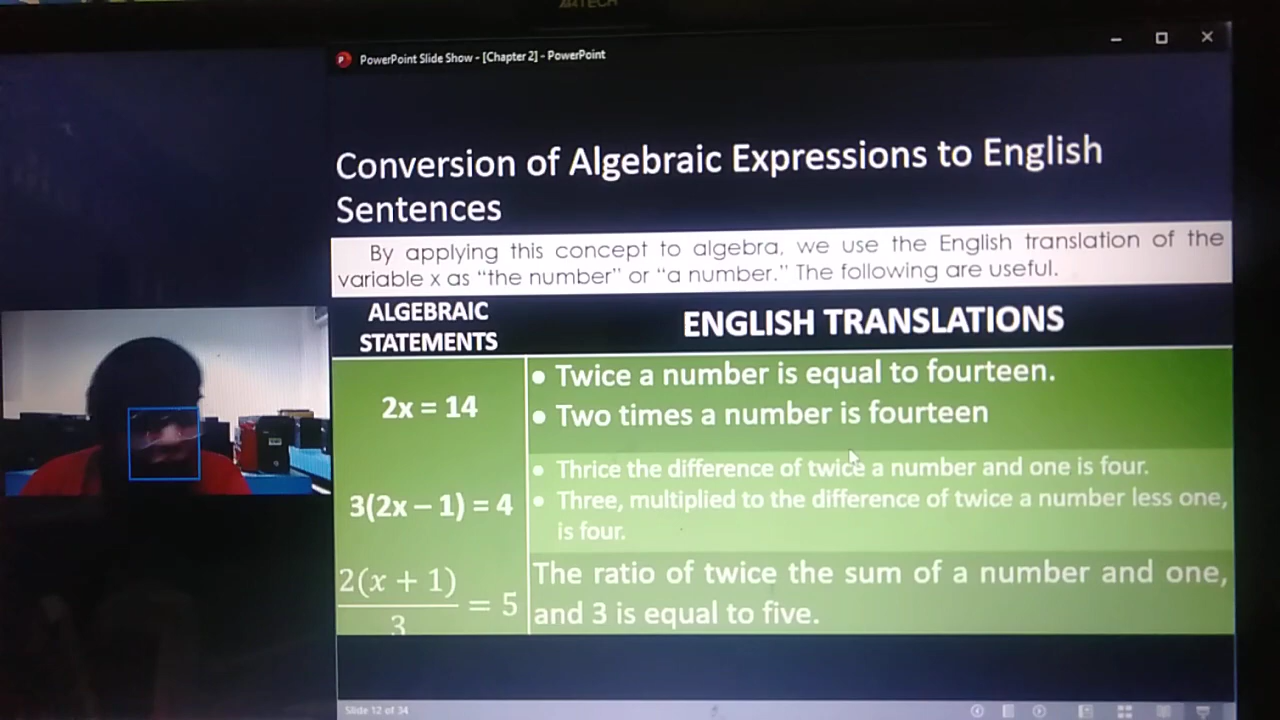 PowerPoint Slide Show - [Chapter 2] - PowerPoint
Conversion of Algebraic Expressions to English
Sentences
By applying this concept to algebra, we use the English translation of the
variable x as “the number” or “a number.” The following are useful.
ALGEBRAIC
STATEMENTS
ENGLISH TRANSLATIONS
2x = 14
• Twice a number is equal to fourteen.
• Two times a number is fourteen
3(2x – 1) = 4
• Thrice the difference of twice a number and one is four.
• Three, multiplied to the difference of twice a number less one,
is four.
2(x + 1)
3
= 5
The ratio of twice the sum of a number and one,
and 3 is equal to five.
Slide 12 of 34